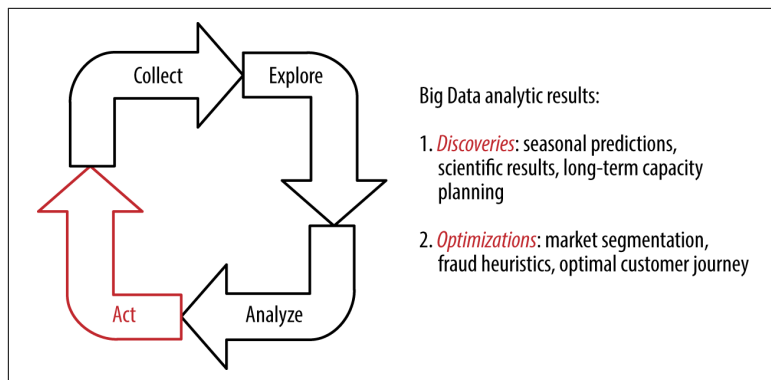 Collect
Explore
Act
Analyze
Big Data analytic results:
1. Discoveries: seasonal predictions,
scientific results, long-term capacity
planning
2. Optimizations: market segmentation,
fraud heuristics, optimal customer journey